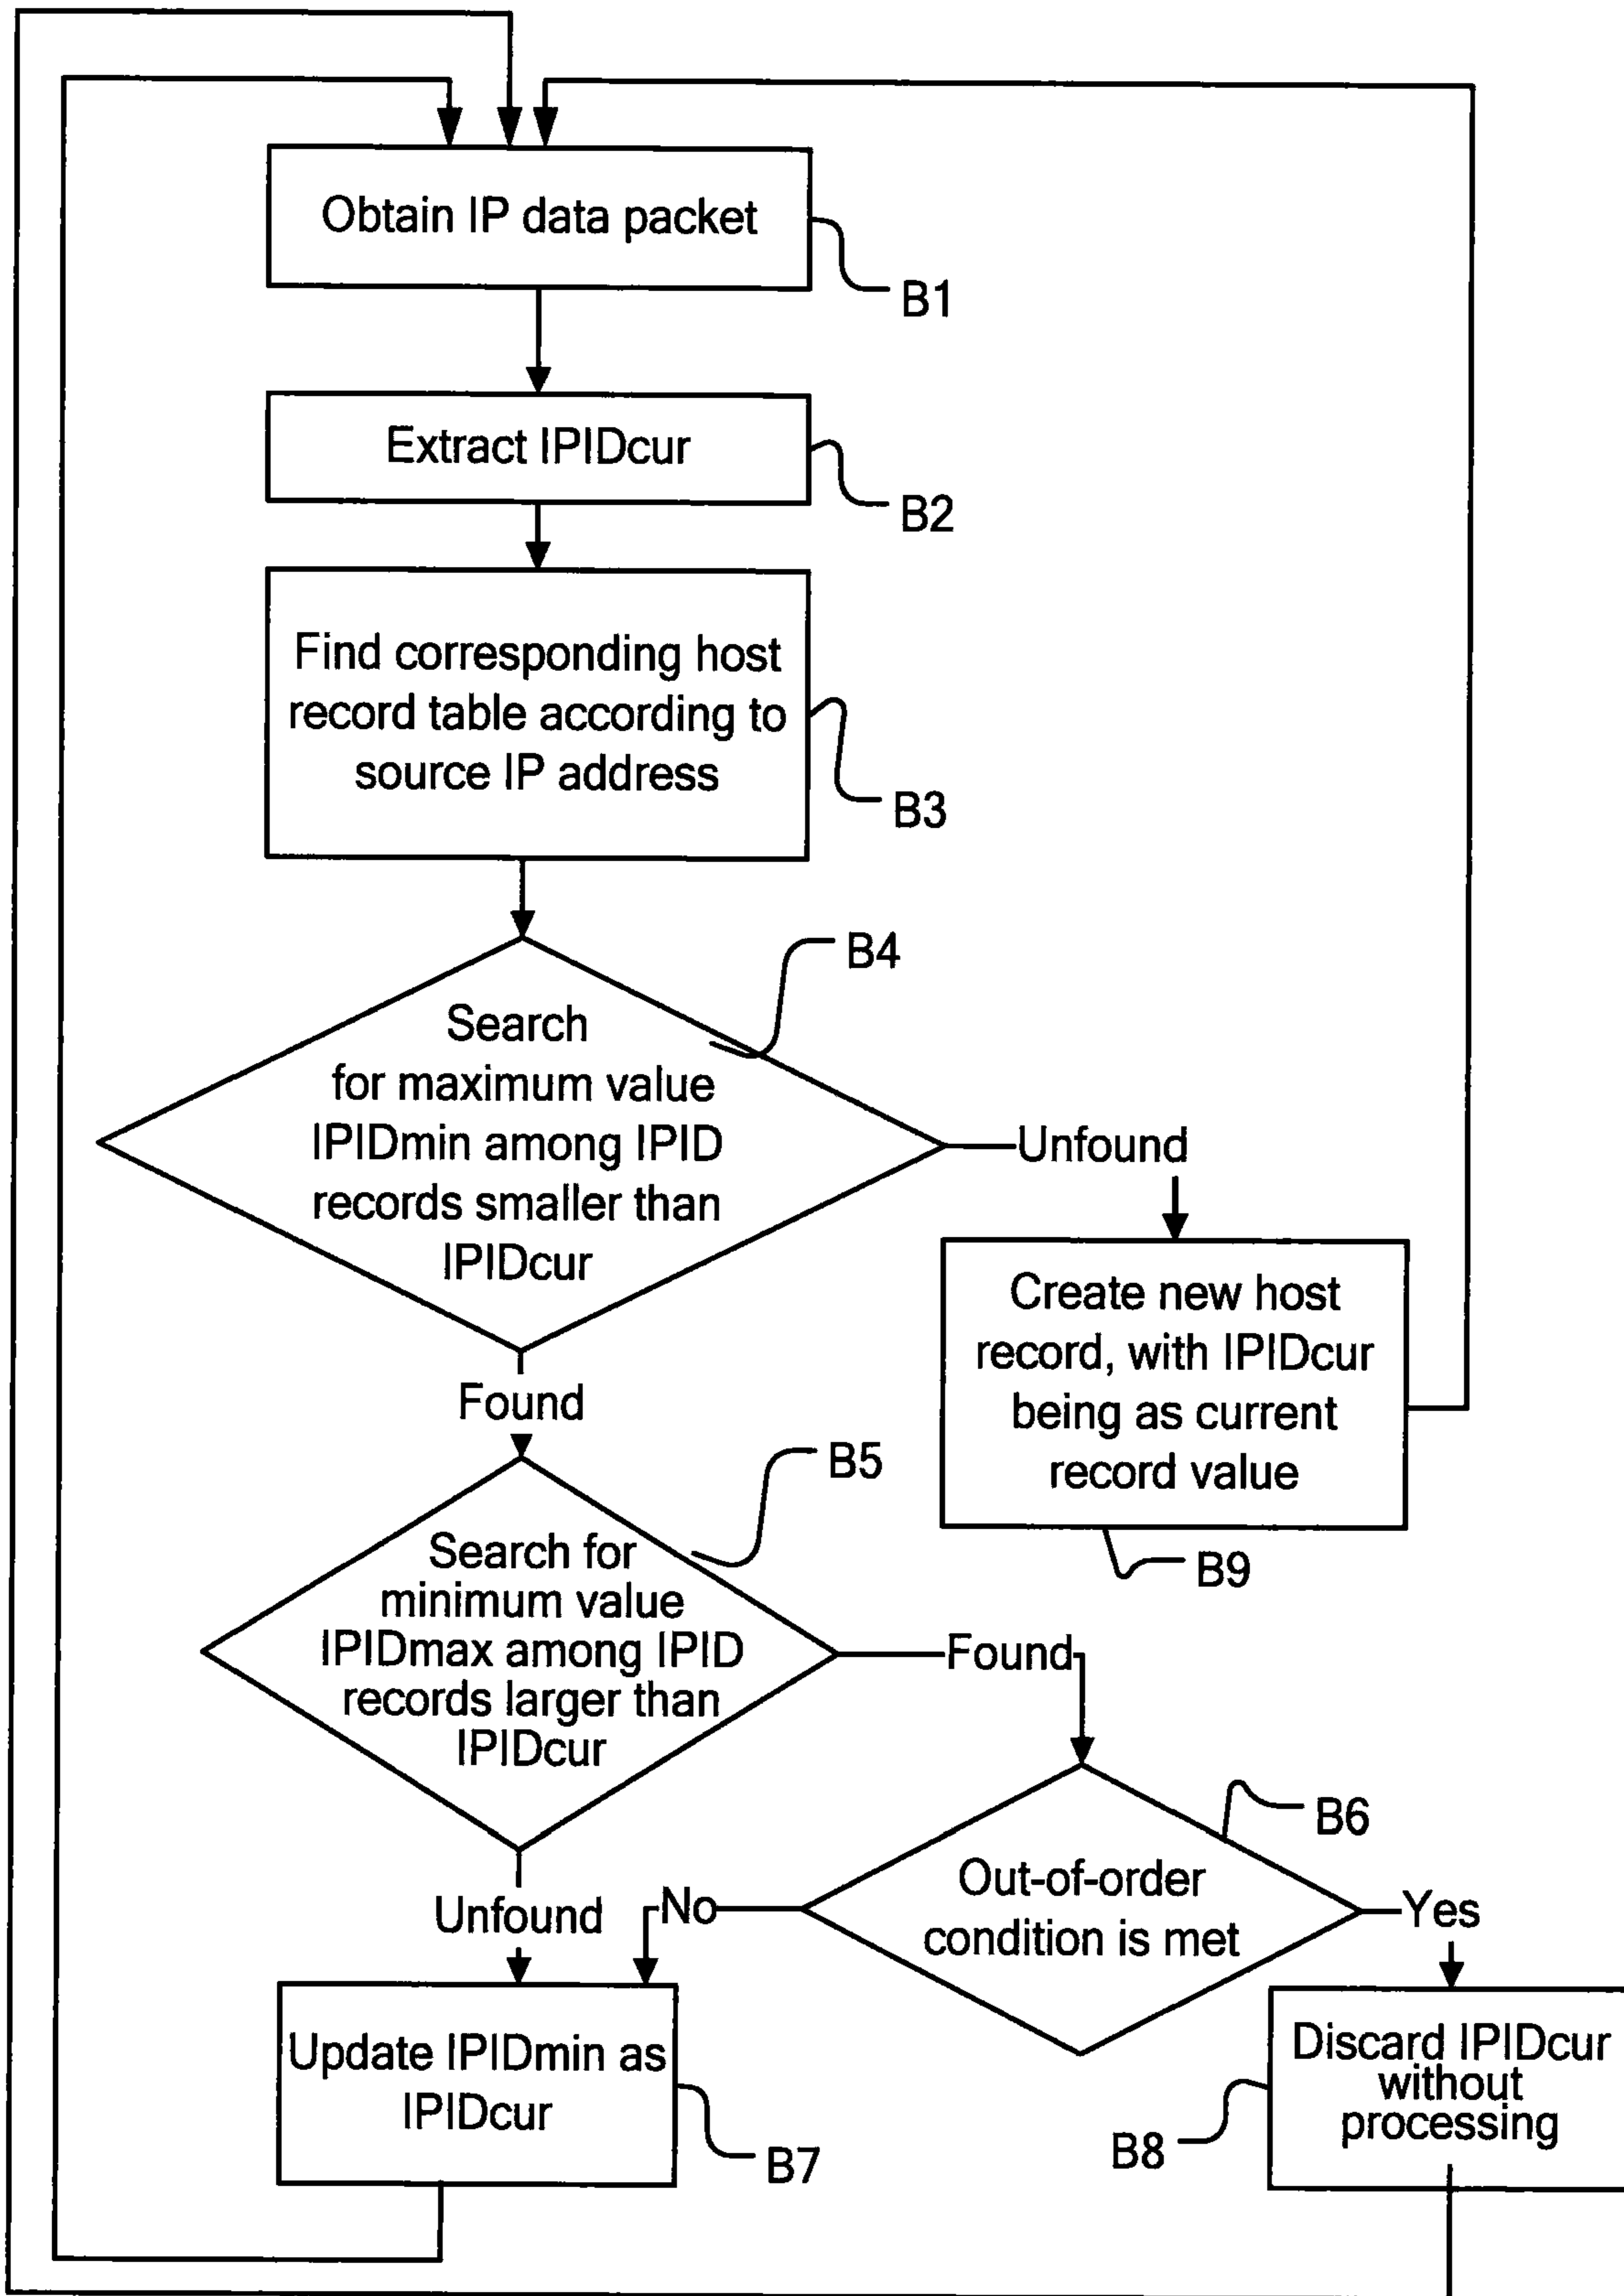 Obtain IP data packet
B1
Extract IPIDcur
B2
Find corresponding host
record table according to
source IP address
B3
B4
Search
for maximum value
IPIDmin among IPID
records smaller than
IPIDcur
Unfound
Create new host
record, with IPIDcur
being as current
record value
B9
Found
B5
Search for
minimum value
IPIDmax among IPID
records larger than
IPIDcur
Found
B6
Out-of-order
condition is met
Unfound
No
Yes
Update IPIDmin as
IPIDcur
B7
Discard IPIDcur
without
processing
B8